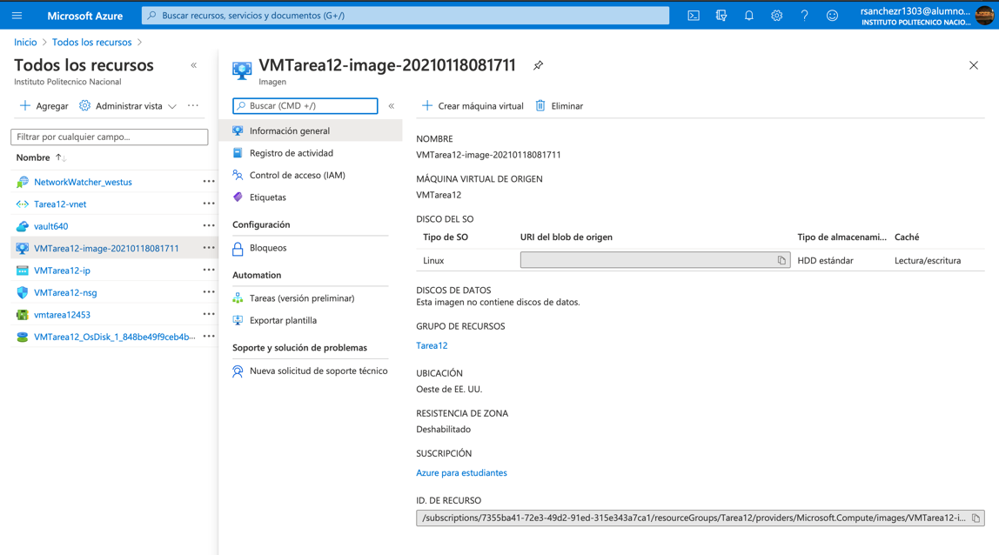 Microsoft Azure
Buscar recursos, servicios y documentos (G+/)
rsanchezr1303@alumno...
INSTITUTO POLITECNICO NACIO...
Inicio > Todos los recursos >
Todos los recursos
Instituto Politecnico Nacional
Agregar
Administrar vista
Filtrar por cualquier campo...
Nombre
NetworkWatcher_westus
Tarea12-vnet
vault640
VMTarea12-image-20210118081711
VMTarea12-ip
VMTarea12-nsg
vmtarea12453
VMTarea12_OsDisk_1_848be49f9ceb4b...
VMTarea12-image-20210118081711
Imagen
Buscar (CMD +/)
Información general
Registro de actividad
Control de acceso (IAM)
Etiquetas
Configuración
Bloqueos
Automation
Tareas (versión preliminar)
Exportar plantilla
Soporte y solución de problemas
Nueva solicitud de soporte técnico
Crear máquina virtual
Eliminar
NOMBRE
VMTarea12-image-20210118081711
MÁQUINA VIRTUAL DE ORIGEN
VMTarea12
DISCO DEL SO
Tipo de SO URI del blob de origen Tipo de almacenami... Caché
Linux HDD estándar Lectura/escritura
DISCOS DE DATOS
Esta imagen no contiene discos de datos.
GRUPO DE RECURSOS
Tarea12
UBICACIÓN
Oeste de EE. UU.
RESISTENCIA DE ZONA
Deshabilitado
SUSCRIPCIÓN
Azure para estudiantes
ID. DE RECURSO
/subscriptions/7355ba41-72e3-49d2-91ed-315e343a7ca1/resourceGroups/Tarea12/providers/Microsoft.Compute/images/VMTarea12-i...